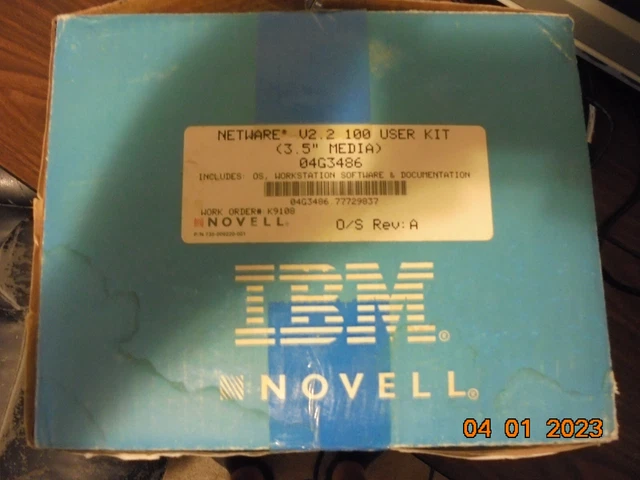 NETWARE® V2.2 100 USER KIT
(3.5" MEDIA)
04G3486
INCLUDES: OS, WORKSTATION SOFTWARE & DOCUMENTATION
04G3486 77729837
WORK ORDER# K9108
NOVELL®
O/S Rev: A
IBM®
NOVELL®
04 01 2023